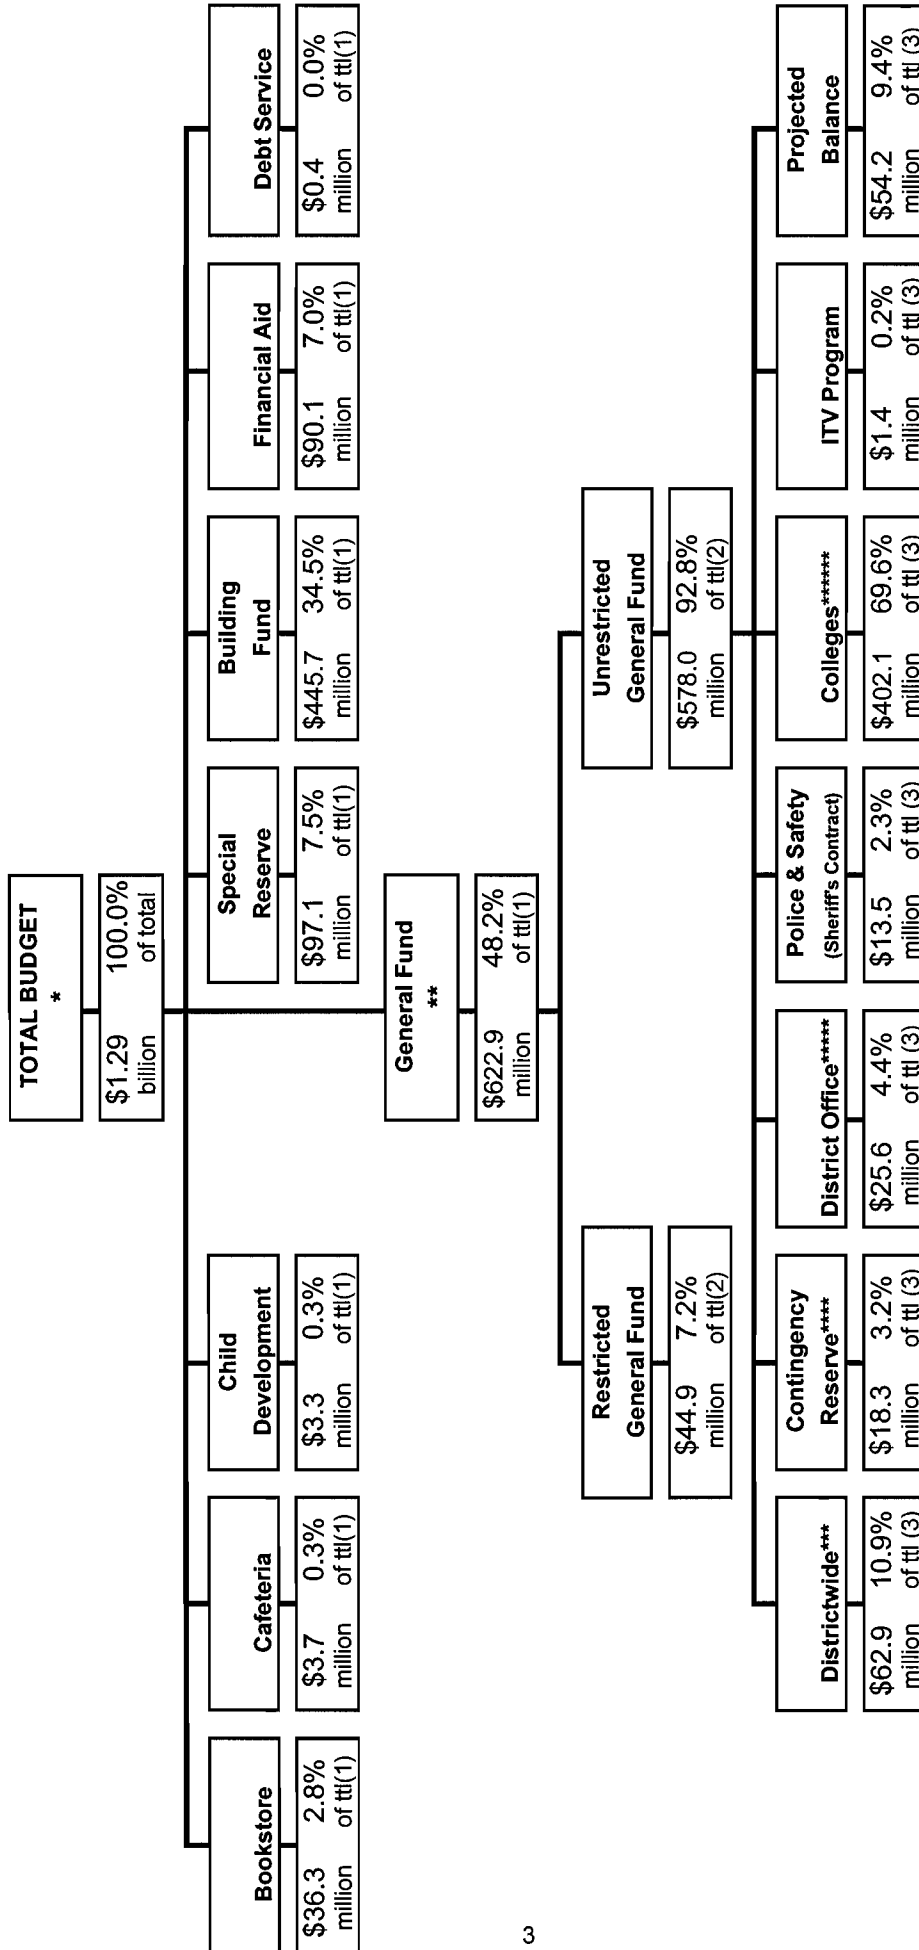 TOTAL BUDGET
*
$1.29 100.0%
billion of total
Bookstore
$36.3 2.8%
million of ttl(1)
Cafeteria
$3.7 0.3%
million of ttl(1)
Child
Development
$3.3 0.3%
million of ttl(1)
Special
Reserve
$97.1 7.5%
million of ttl(1)
Building
Fund
$445.7 34.5%
million of ttl(1)
Financial Aid
$90.1 7.0%
million of ttl(1)
Debt Service
$0.4 0.0%
million of ttl(1)
General Fund
**
$622.9 48.2%
million of ttl(1)
Restricted
General Fund
$44.9 7.2%
million of ttl(2)
Unrestricted
General Fund
$578.0 92.8%
million of ttl(2)
Districtwide***
$62.9 10.9%
million of ttl (3)
Contingency
Reserve****
$18.3 3.2%
million of ttl (3)
District Office*****
$25.6 4.4%
million of ttl (3)
Police & Safety
(Sheriff's Contract)
$13.5 2.3%
million of ttl (3)
Colleges******
$402.1 69.6%
million of ttl (3)
ITV Program
$1.4 0.2%
million of ttl (3)
Projected
Balance
$54.2 9.4%
million of ttl (3)
3